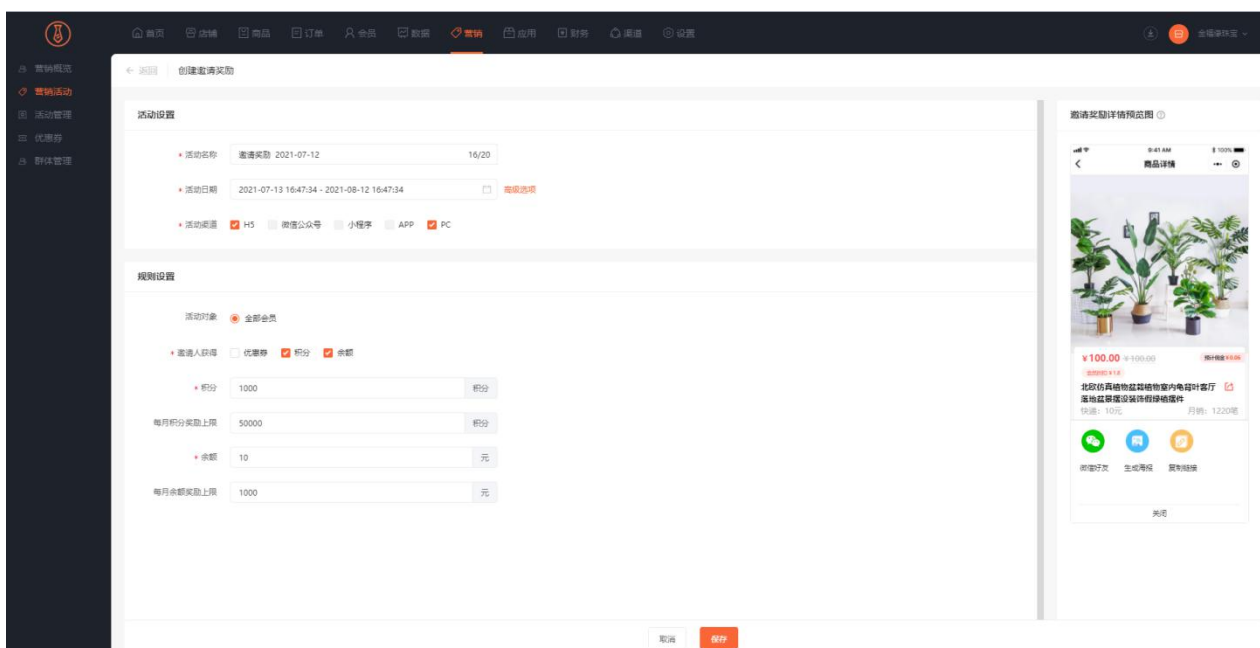 首页 店铺 商品 订单 会员 数据 营销 应用 财务 渠道 设置
营销概览
营销活动
活动管理
优惠券
群体管理
← 返回 创建邀请奖励
活动设置
* 活动名称 邀请奖励 2021-07-12 16/20
* 活动日期 2021-07-13 16:47:34 - 2021-08-12 16:47:34 高级选项
* 活动渠道 H5 微信公众号 小程序 APP PC
规则设置
活动对象 全部会员
* 邀请人获得 优惠券 积分 余额
* 积分 1000 积分
每月积分奖励上限 50000 积分
* 余额 10 元
每月余额奖励上限 1000 元
取消 保存
邀请奖励详情预览图
9:41 AM 100%
商品详情
¥100.00 ¥100.00
北欧仿真植物盆栽植物室内龟背叶客厅
落地盆景摆设装饰假绿植摆件
快递：10元 月销：1220笔
微信好友 生成海报 复制链接
关闭